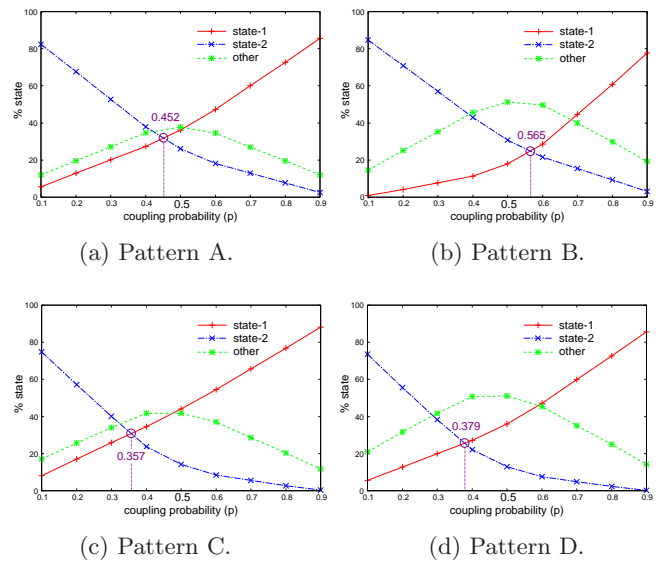 100
80
60
40
20
0
% state
state-1
state-2
other
0.452
0.1 0.2 0.3 0.4 0.5 0.6 0.7 0.8 0.9
coupling probability (p)
(a) Pattern A.
100
80
60
40
20
0
% state
state-1
state-2
other
0.565
0.1 0.2 0.3 0.4 0.5 0.6 0.7 0.8 0.9
coupling probability (p)
(b) Pattern B.
100
80
60
40
20
0
% state
state-1
state-2
other
0.357
0.1 0.2 0.3 0.4 0.5 0.6 0.7 0.8 0.9
coupling probability (p)
(c) Pattern C.
100
80
60
40
20
0
% state
state-1
state-2
other
0.379
0.1 0.2 0.3 0.4 0.5 0.6 0.7 0.8 0.9
coupling probability (p)
(d) Pattern D.